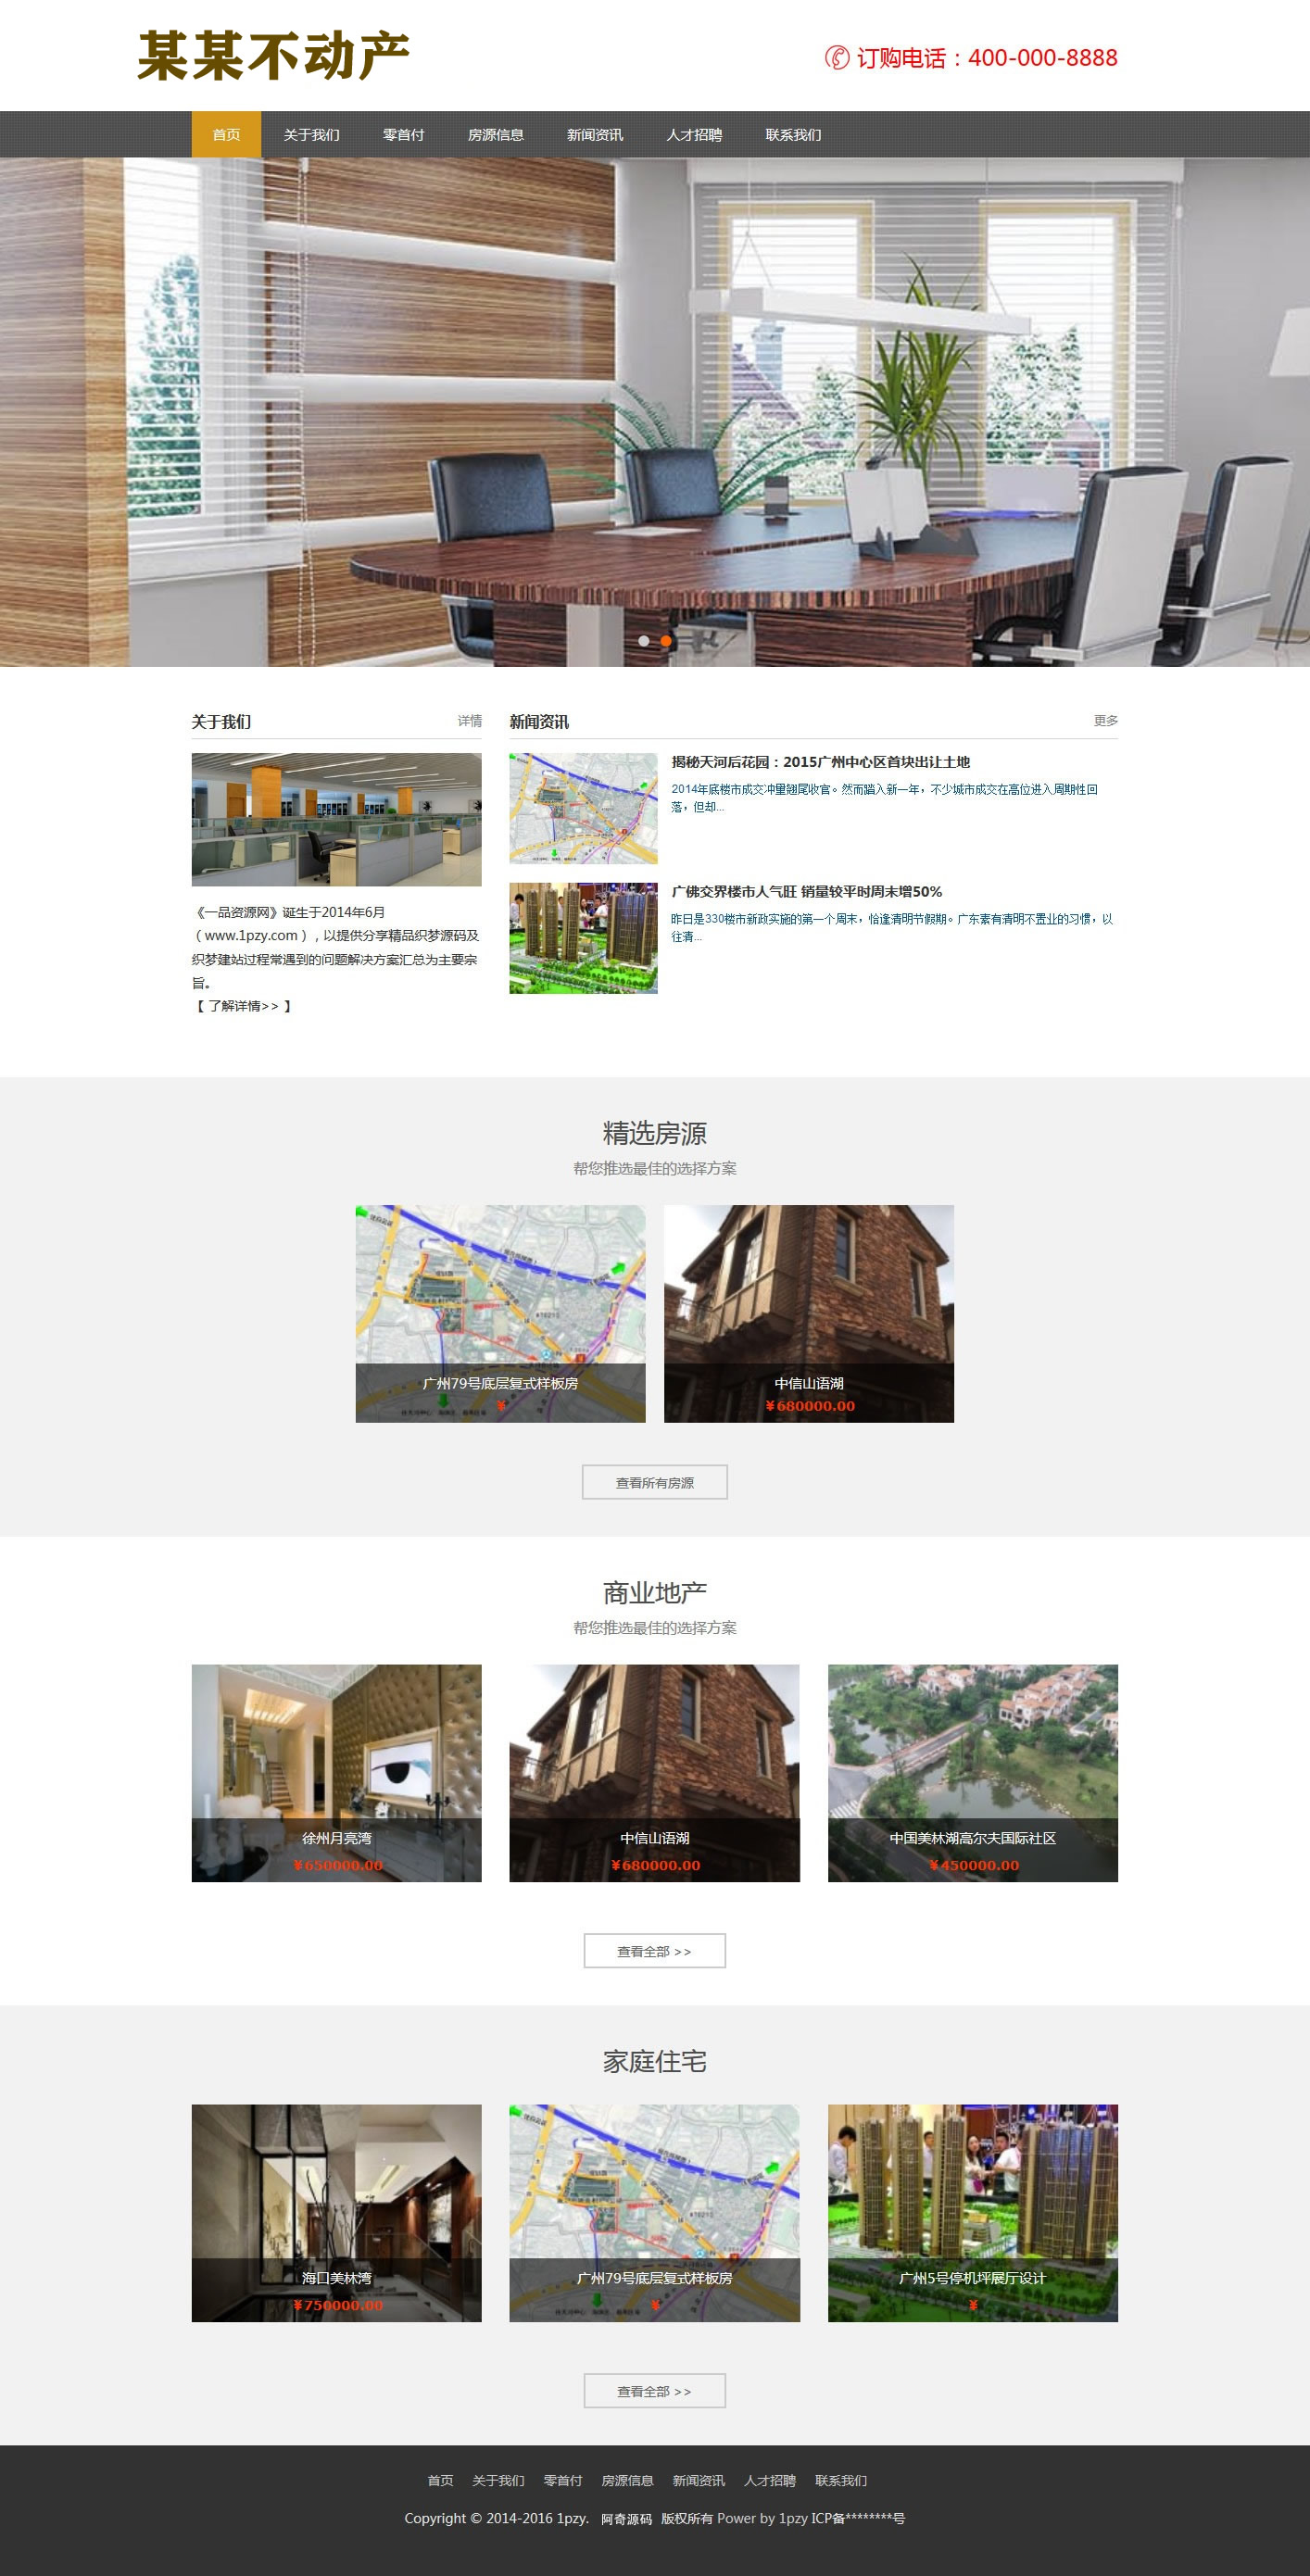 某某不动产
订购电话：400-000-8888
首页 关于我们 零首付 房源信息 新闻资讯 人才招聘 联系我们
关于我们 详情
《一品资源网》诞生于2014年6月
（www.1pzy.com），以提供分享精品织梦源码及
织梦建站过程常遇到的问题解决方案汇总为主要宗
旨。
【 了解详情>> 】
新闻资讯 更多
揭秘天河后花园：2015广州中心区首块出让土地
2014年底楼市成交冲量翘尾收官。然而踏入新一年，不少城市成交在高位进入周期性回
落，但却...
广佛交界楼市人气旺 销量较平时周末增50%
昨日是330楼市新政实施的第一个周末，恰逢清明节假期。广东素有清明不置业的习惯，以
往清...
精选房源
帮您推选最佳的选择方案
广州79号底层复式样板房
¥
中信山语湖
¥680000.00
查看所有房源
商业地产
帮您推选最佳的选择方案
徐州月亮湾
¥650000.00
中信山语湖
¥680000.00
中国美林湖高尔夫国际社区
¥450000.00
查看全部 >>
家庭住宅
海口美林湾
¥750000.00
广州79号底层复式样板房
¥
广州5号停机坪展厅设计
¥
查看全部 >>
首页 关于我们 零首付 房源信息 新闻资讯 人才招聘 联系我们
Copyright © 2014-2016 1pzy. 阿奇源码 版权所有 Power by 1pzy ICP备********号